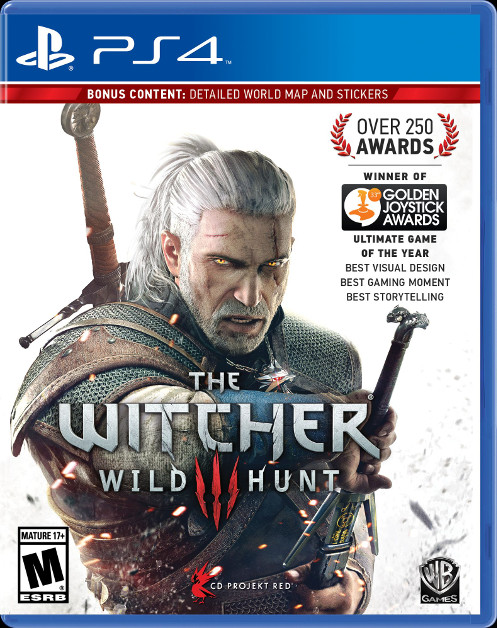 PS4™
BONUS CONTENT: DETAILED WORLD MAP AND STICKERS
OVER 250
AWARDS
WINNER OF
GOLDEN
JOYSTICK
AWARDS
ULTIMATE GAME
OF THE YEAR
BEST VISUAL DESIGN
BEST GAMING MOMENT
BEST STORYTELLING
THE
WITCHER®
WILD III HUNT
MATURE 17+
M
ESRB
CD PROJEKT RED®
WB
GAMES